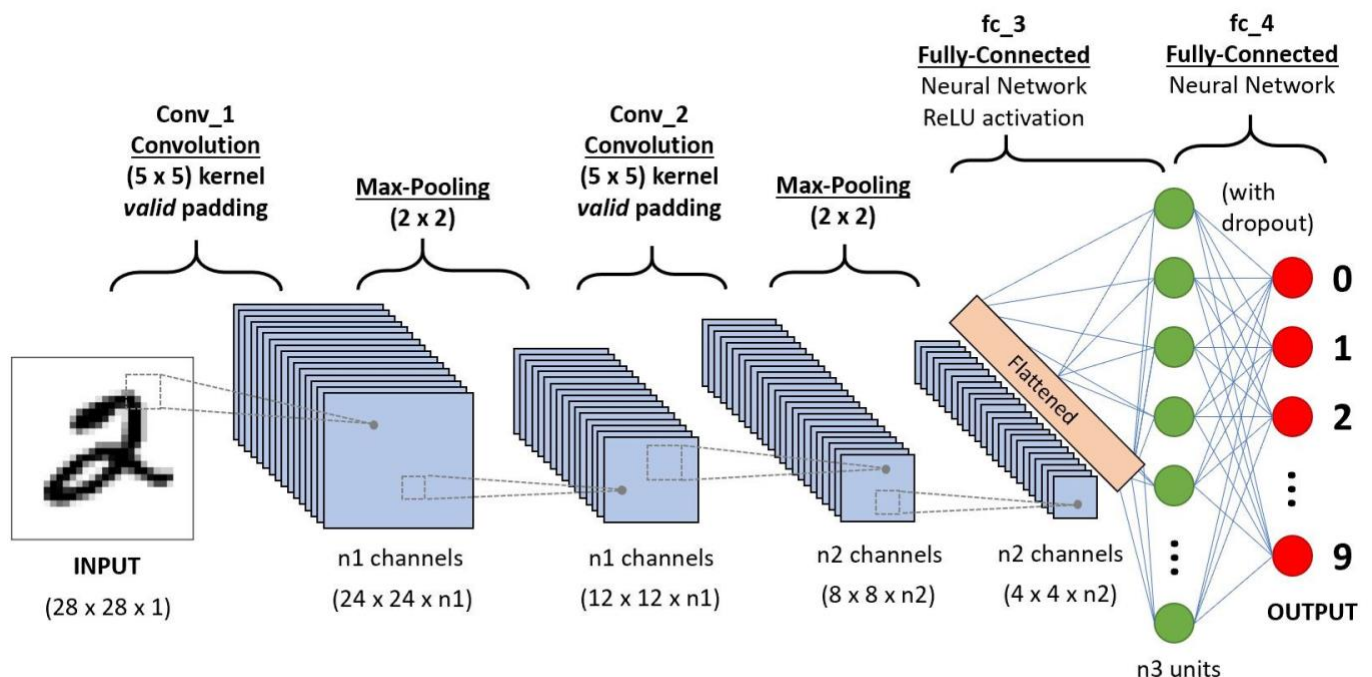 Conv_1
Convolution
(5 x 5) kernel
valid padding
Max-Pooling
(2 x 2)
Conv_2
Convolution
(5 x 5) kernel
valid padding
Max-Pooling
(2 x 2)
fc_3
Fully-Connected
Neural Network
ReLU activation
fc_4
Fully-Connected
Neural Network
(with
dropout)
Flattened
0
1
2
9
OUTPUT
INPUT
(28 x 28 x 1)
n1 channels
(24 x 24 x n1)
n1 channels
(12 x 12 x n1)
n2 channels
(8 x 8 x n2)
n2 channels
(4 x 4 x n2)
n3 units
2